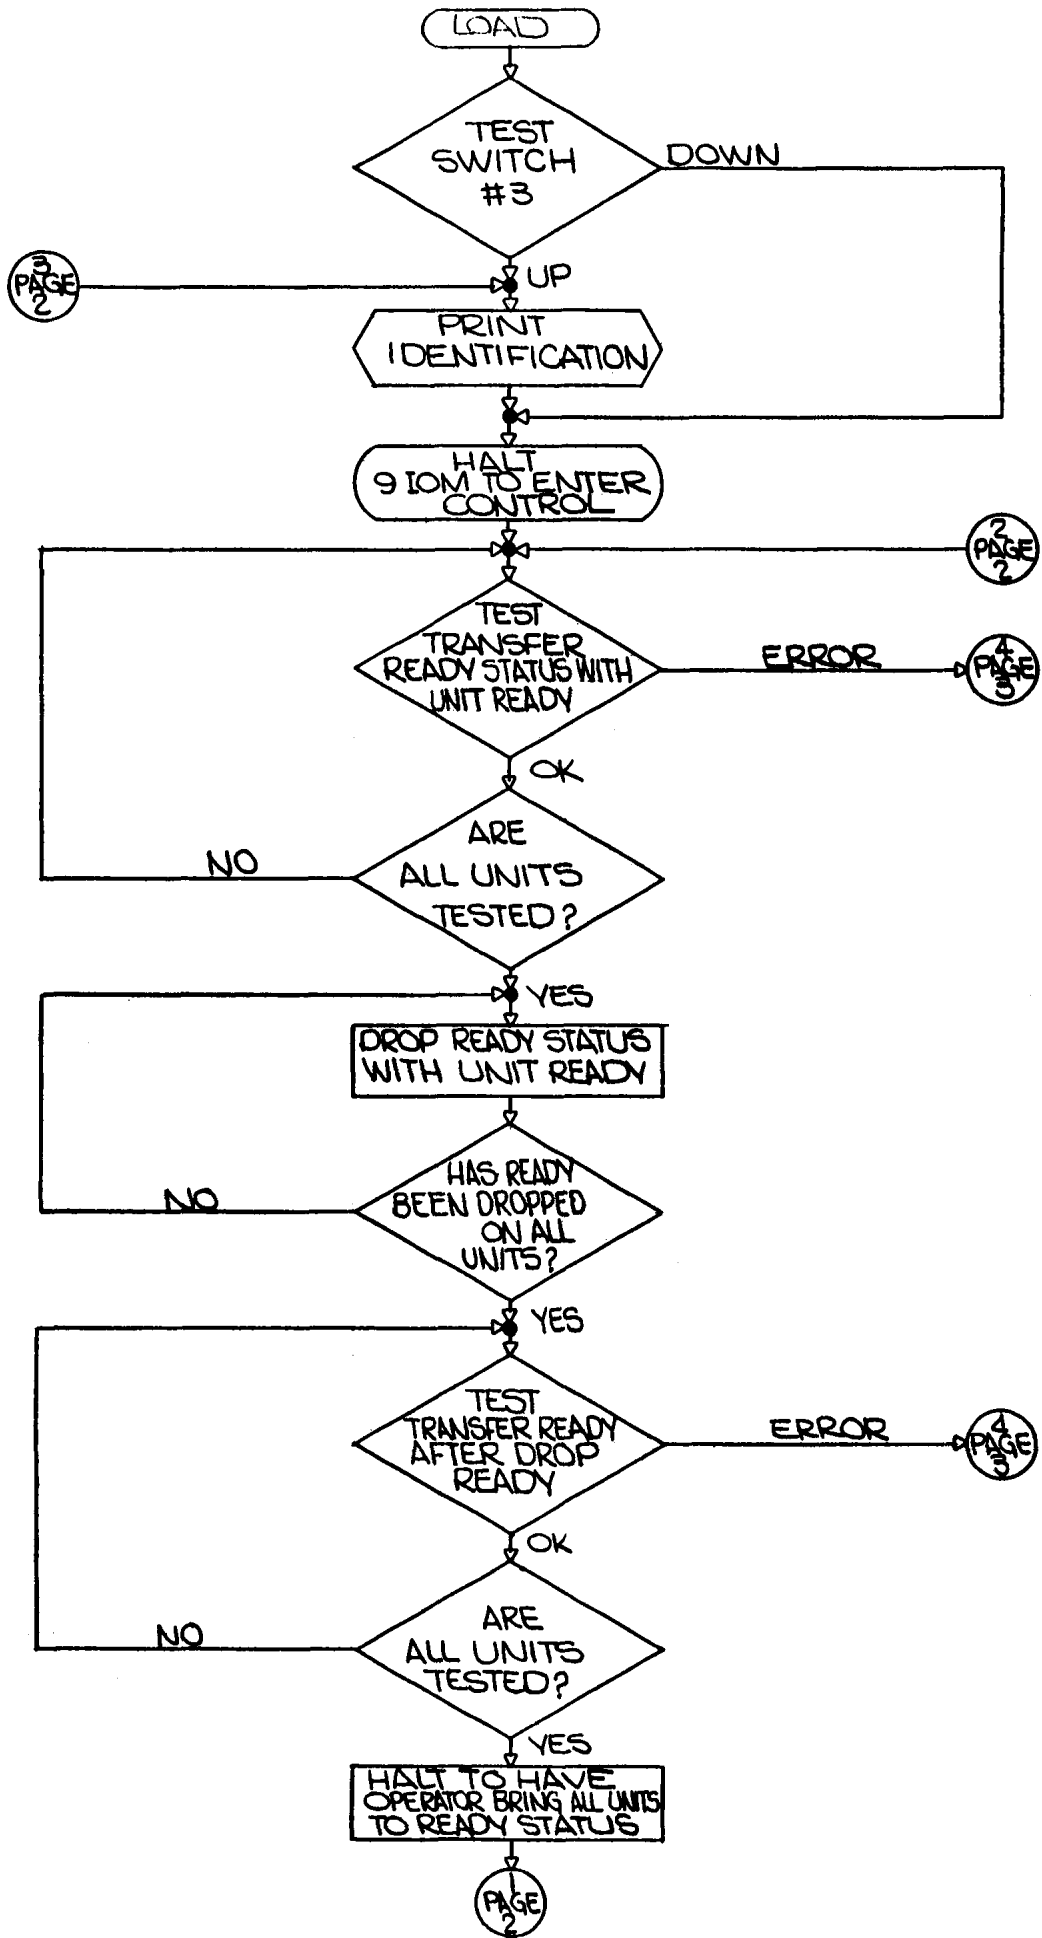 LOAD
TEST
SWITCH
#3
DOWN
3
PAGE
2
UP
PRINT
IDENTIFICATION
HALT
9 IOM TO ENTER
CONTROL
2
PAGE
2
TEST
TRANSFER
READY STATUS WITH
UNIT READY
ERROR
4
PAGE
3
OK
ARE
ALL UNITS
TESTED?
NO
YES
DROP READY STATUS
WITH UNIT READY
HAS READY
BEEN DROPPED
ON ALL
UNITS?
NO
YES
TEST
TRANSFER READY
AFTER DROP
READY
ERROR
4
PAGE
3
OK
ARE
ALL UNITS
TESTED?
NO
YES
HALT TO HAVE
OPERATOR BRING ALL UNITS
TO READY STATUS
1
PAGE
2